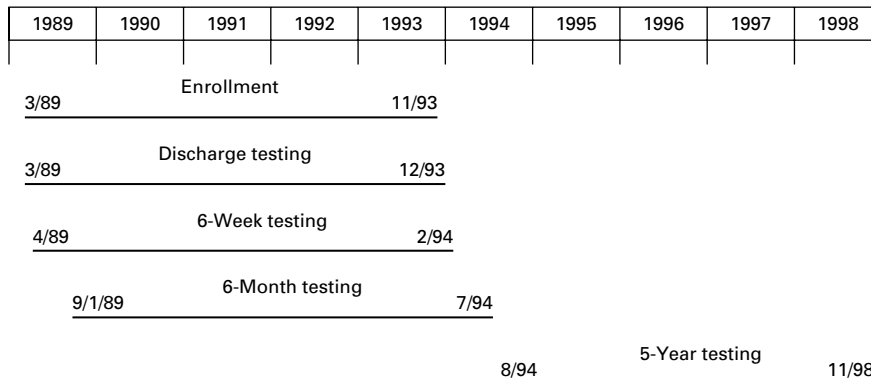 1989 1990 1991 1992 1993 1994 1995 1996 1997 1998
Enrollment
3/89 11/93
Discharge testing
3/89 12/93
6-Week testing
4/89 2/94
6-Month testing
9/1/89 7/94
5-Year testing
8/94 11/98